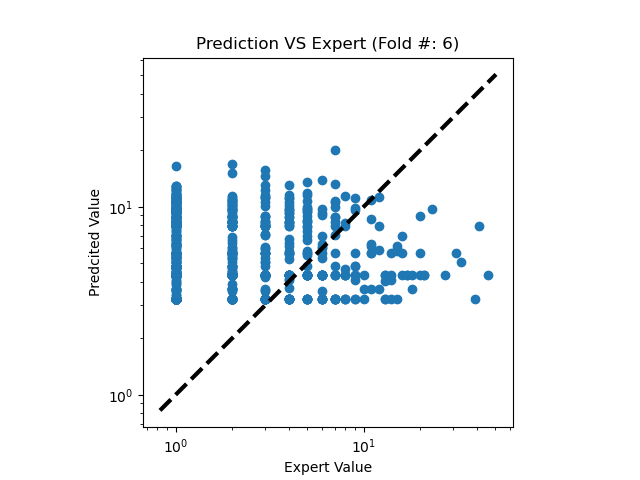 Prediction VS Expert (Fold #: 6)
Predcited Value
10¹
10⁰
10⁰ 10¹
Expert Value